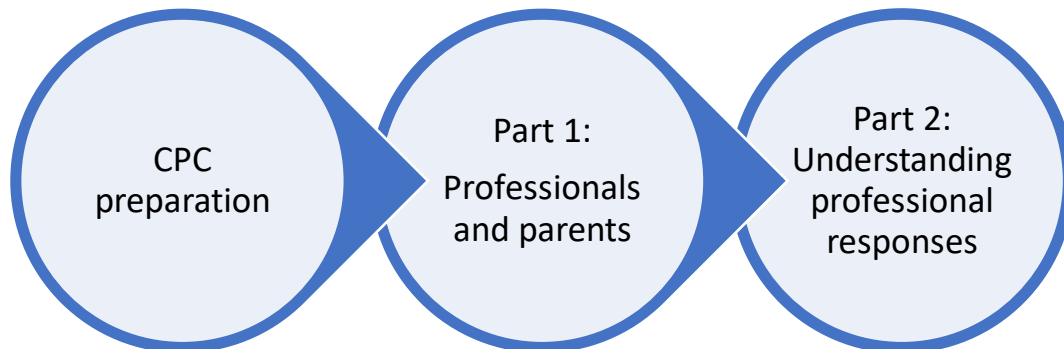 CPC
preparation
Part 1:
Professionals
and parents
Part 2:
Understanding
professional
responses